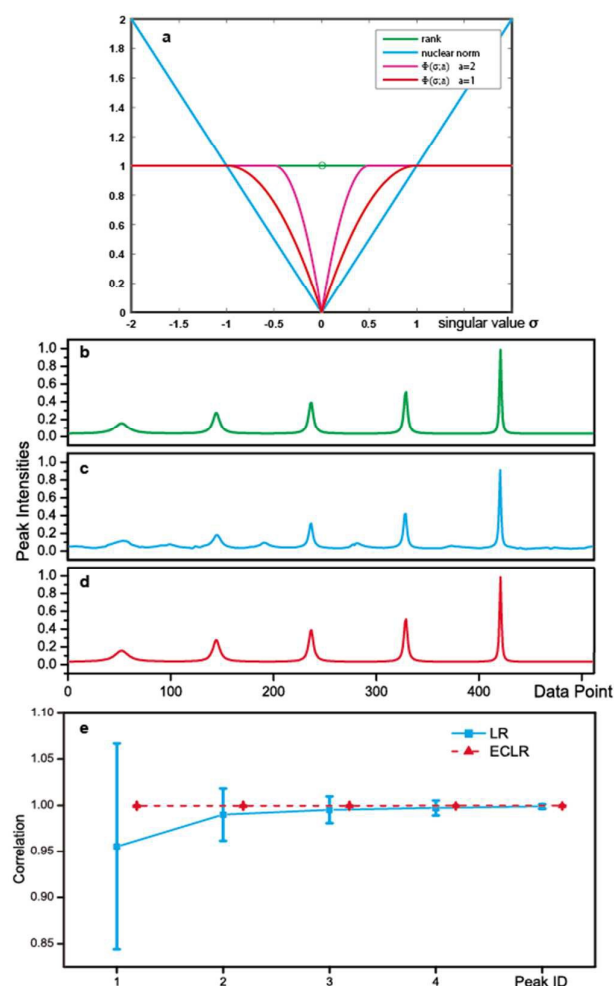 a
2
1.8
1.6
1.4
1.2
1
0.8
0.6
0.4
0.2
0
rank
nuclear norm
Φ(σ;a) a=2
Φ(σ;a) a=1
-2 -1.5 -1 -0.5 0 0.5 1
singular value σ
Peak Intensities
b
1.0
0.8
0.6
0.4
0.2
0.0
c
1.0
0.8
0.6
0.4
0.2
0.0
d
1.0
0.8
0.6
0.4
0.2
0.0
0 100 200 300 400 Data Point
e
1.10
1.05
1.00
0.95
0.90
0.85
Correlation
LR
ECLR
1 2 3 4 Peak ID